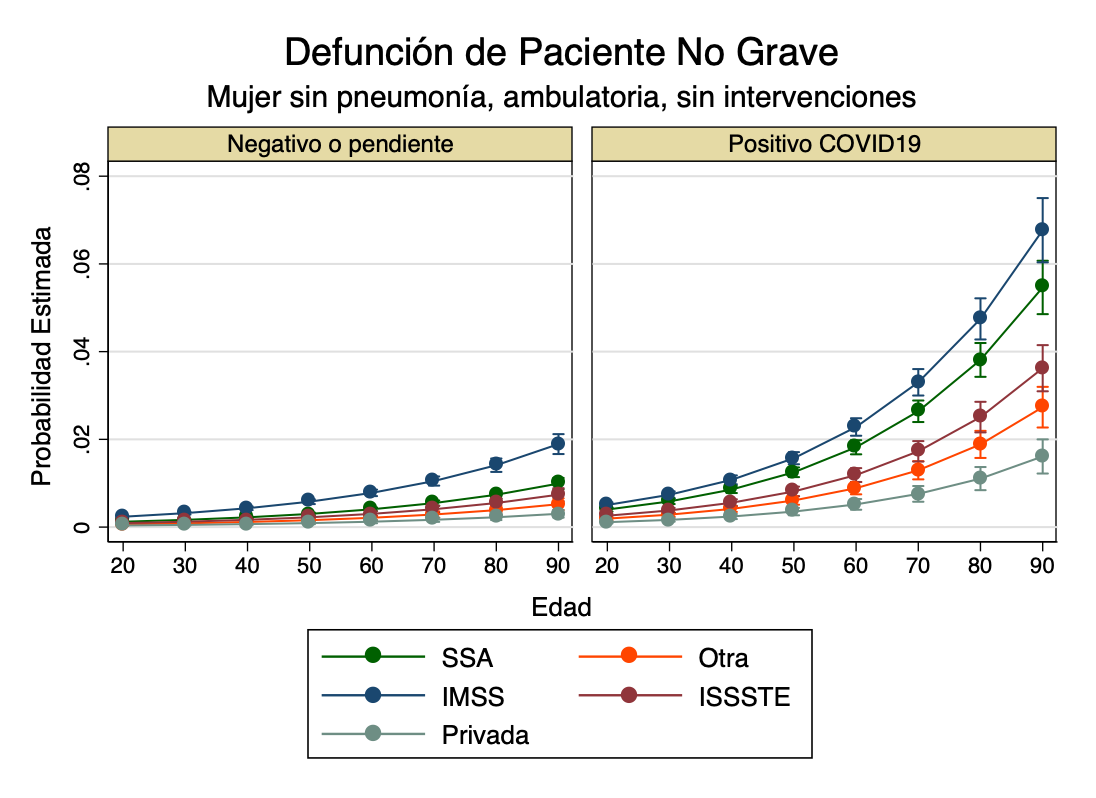 Defunción de Paciente No Grave
Mujer sin pneumonía, ambulatoria, sin intervenciones
Negativo o pendiente
Positivo COVID19
Probabilidad Estimada
.08
.06
.04
.02
0
20 30 40 50 60 70 80 90
20 30 40 50 60 70 80 90
Edad
SSA
Otra
IMSS
ISSSTE
Privada